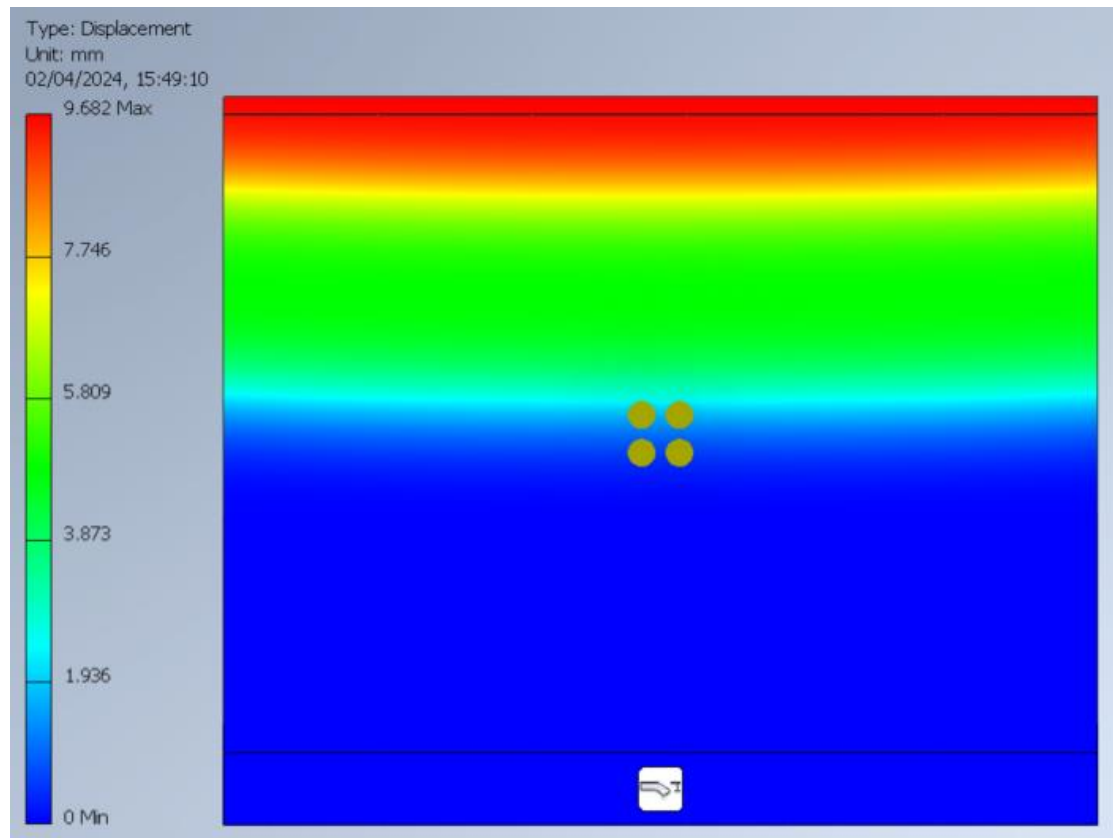 Type: Displacement
Unit: mm
02/04/2024, 15:49:10
9.682 Max
7.746
5.809
3.873
1.936
0 Min